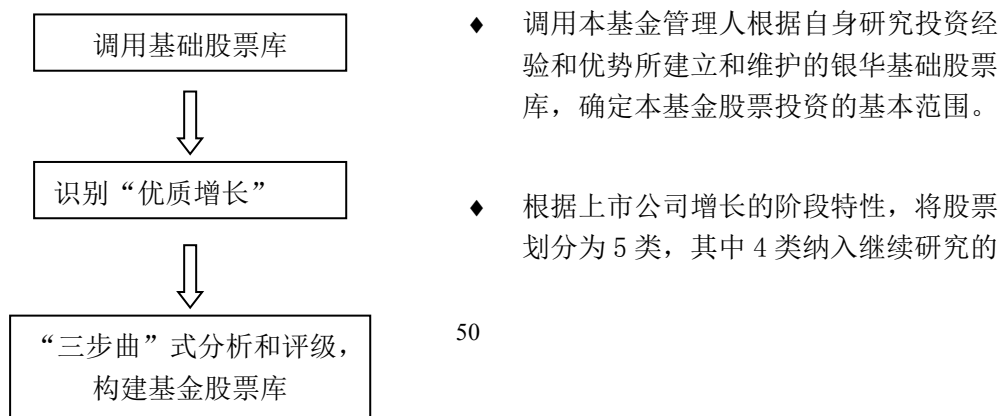 调用基础股票库
♦ 调用本基金管理人根据自身研究投资经
验和优势所建立和维护的银华基础股票
库，确定本基金股票投资的基本范围。
识别“优质增长”
♦ 根据上市公司增长的阶段特性，将股票
划分为 5 类，其中 4 类纳入继续研究的
“三步曲”式分析和评级，
构建基金股票库
50